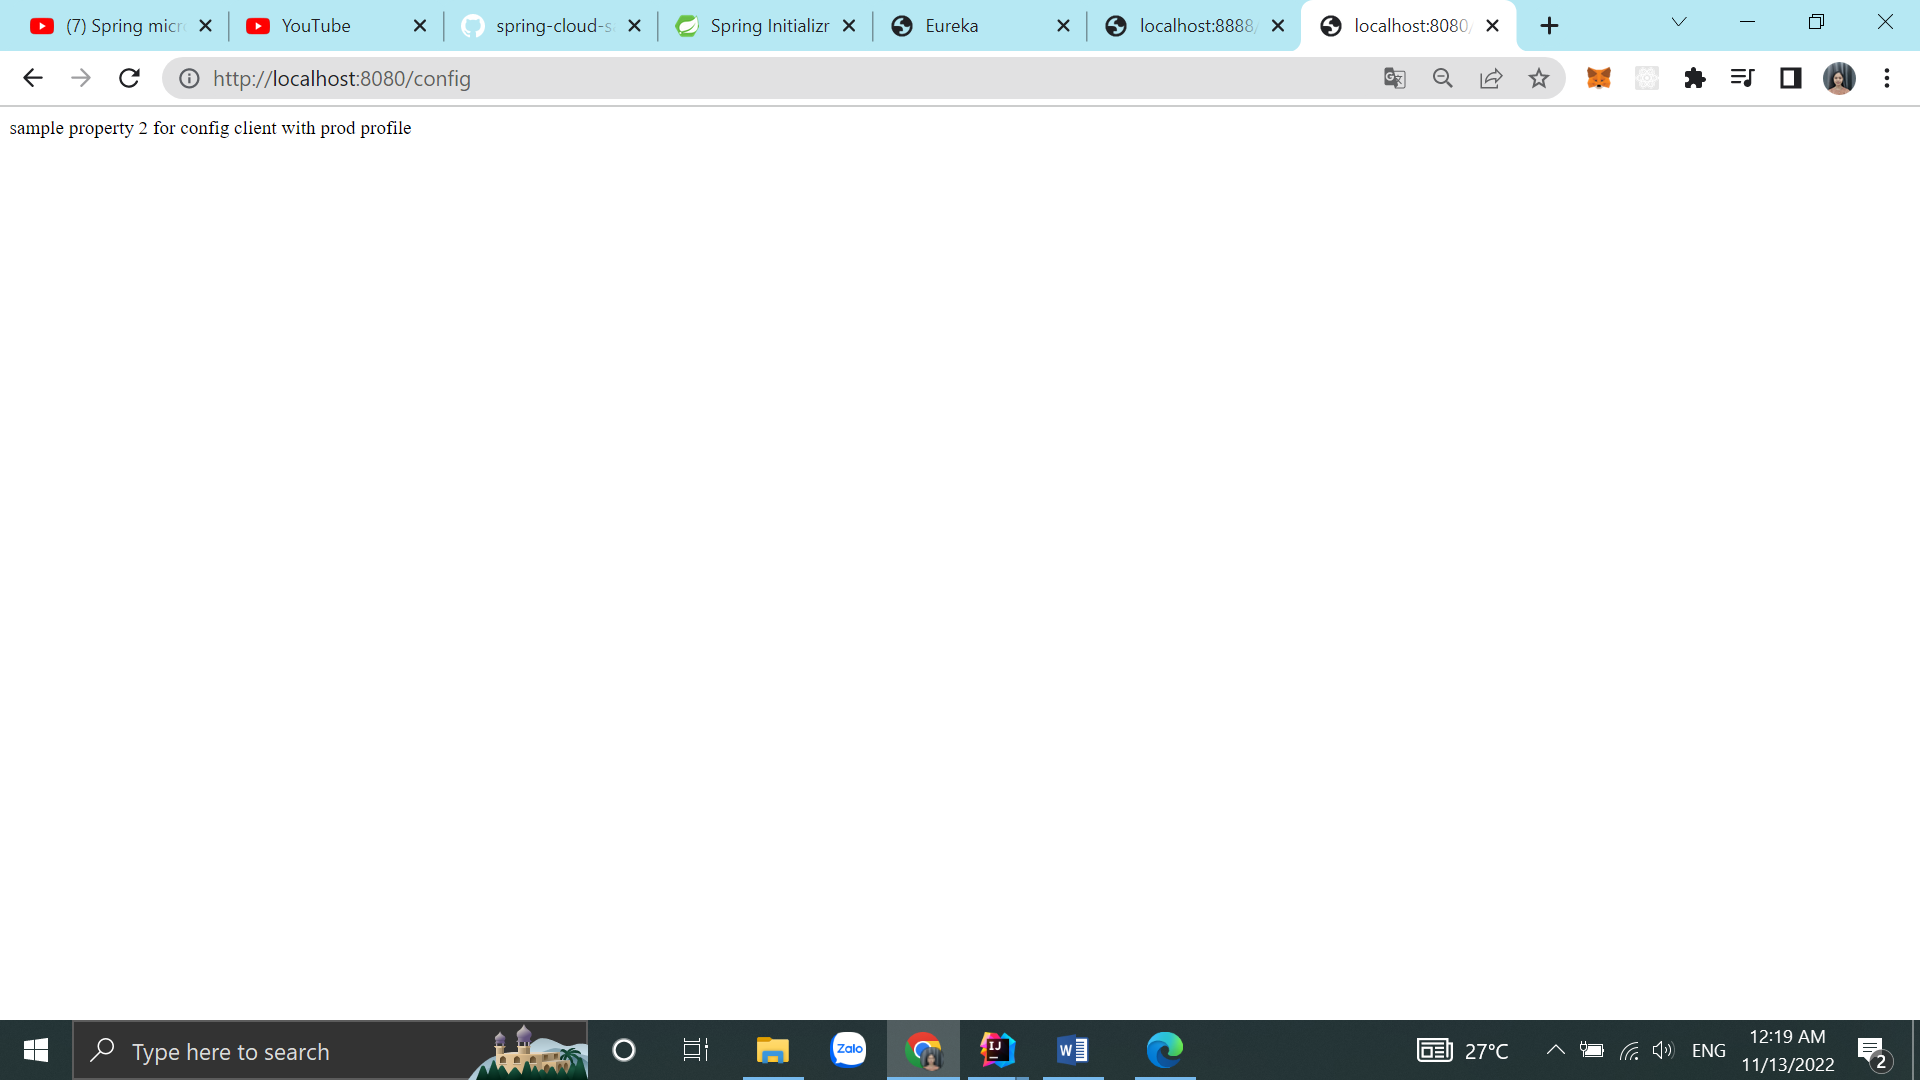 (7) Spring micr
YouTube
spring-cloud-s
Spring Initializr
Eureka
localhost:8888/
localhost:8080/
http://localhost:8080/config
sample property 2 for config client with prod profile
Type here to search
Zalo
IJ
W
27°C
ENG
12:19 AM
11/13/2022
2